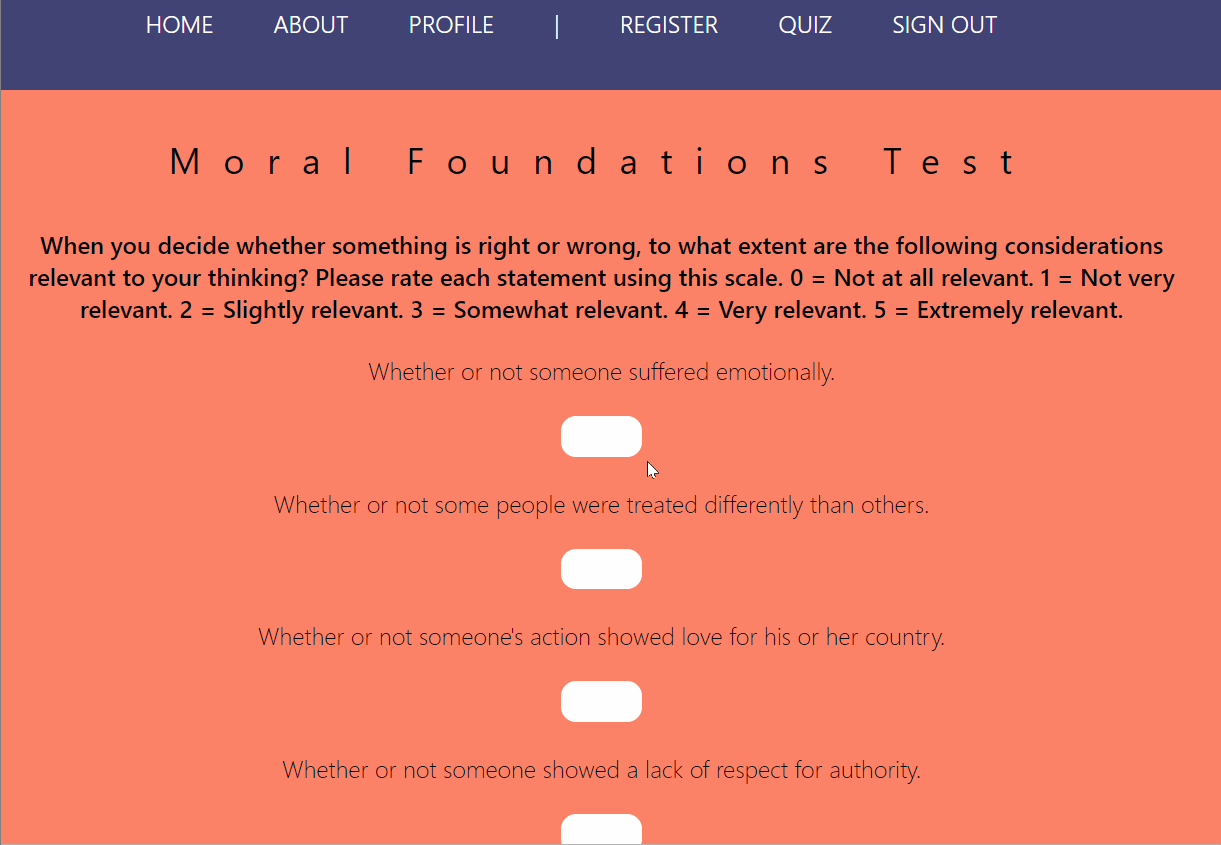 HOME ABOUT PROFILE | REGISTER QUIZ SIGN OUT
Moral Foundations Test
When you decide whether something is right or wrong, to what extent are the following considerations
relevant to your thinking? Please rate each statement using this scale. 0 = Not at all relevant. 1 = Not very
relevant. 2 = Slightly relevant. 3 = Somewhat relevant. 4 = Very relevant. 5 = Extremely relevant.
Whether or not someone suffered emotionally.
Whether or not some people were treated differently than others.
Whether or not someone's action showed love for his or her country.
Whether or not someone showed a lack of respect for authority.